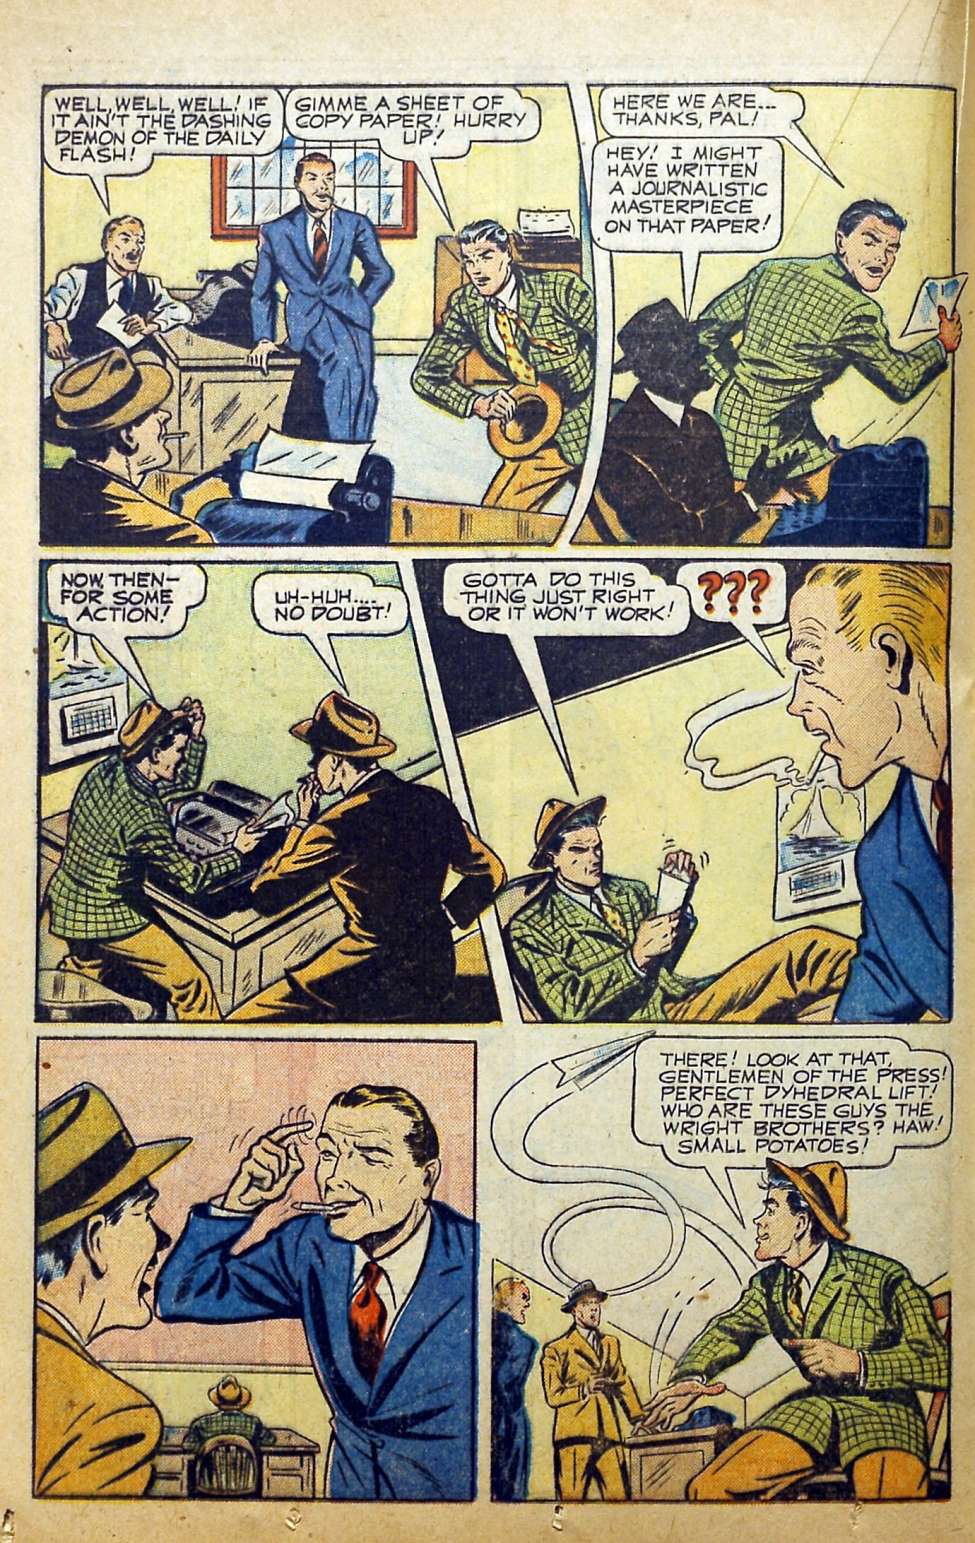 WELL, WELL, WELL! IF
IT AIN'T THE DASHING
DEMON OF THE DAILY
FLASH!
GIMME A SHEET OF
COPY PAPER! HURRY
UP!
HERE WE ARE...
THANKS, PAL!
HEY! I MIGHT
HAVE WRITTEN
A JOURNALISTIC
MASTERPIECE
ON THAT PAPER!
NOW, THEN—
FOR SOME
ACTION!
UH-HUH....
NO DOUBT!
GOTTA DO THIS
THING JUST RIGHT
OR IT WON'T WORK!
???
THERE! LOOK AT THAT,
GENTLEMEN OF THE PRESS!
PERFECT DYHEDRAL LIFT!
WHO ARE THESE GUYS THE
WRIGHT BROTHERS? HAW!
SMALL POTATOES!